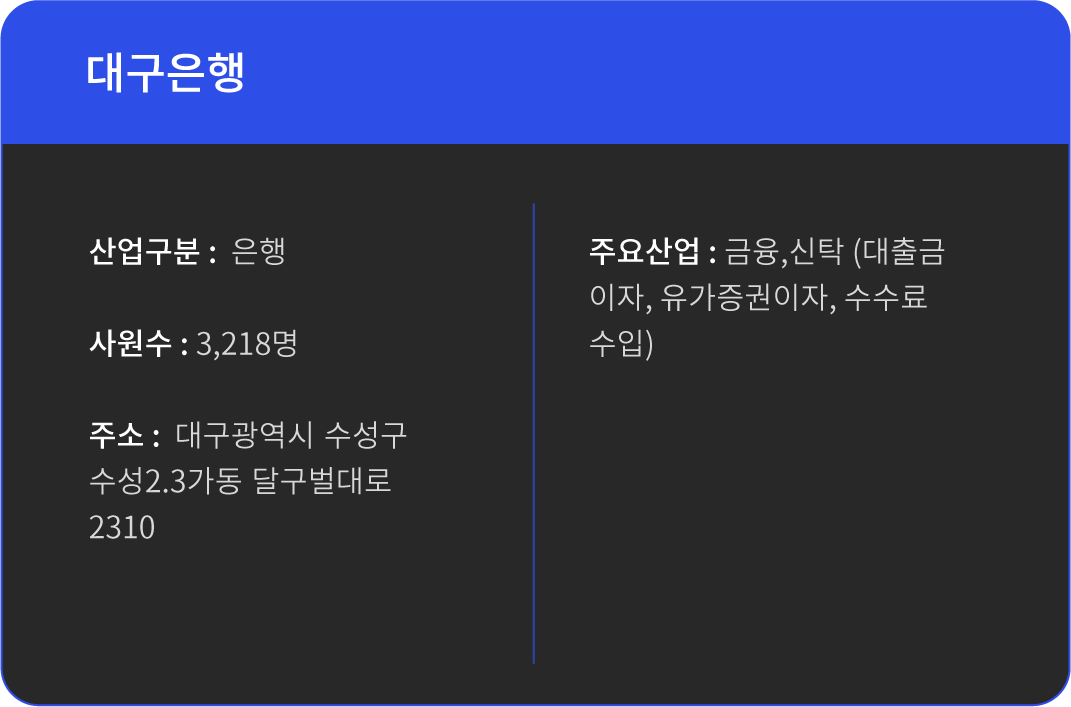 대구은행
산업구분 : 은행
사원수 : 3,218명
주소 : 대구광역시 수성구
수성2.3가동 달구벌대로
2310
주요산업 : 금융,신탁 (대출금
이자, 유가증권이자, 수수료
수입)